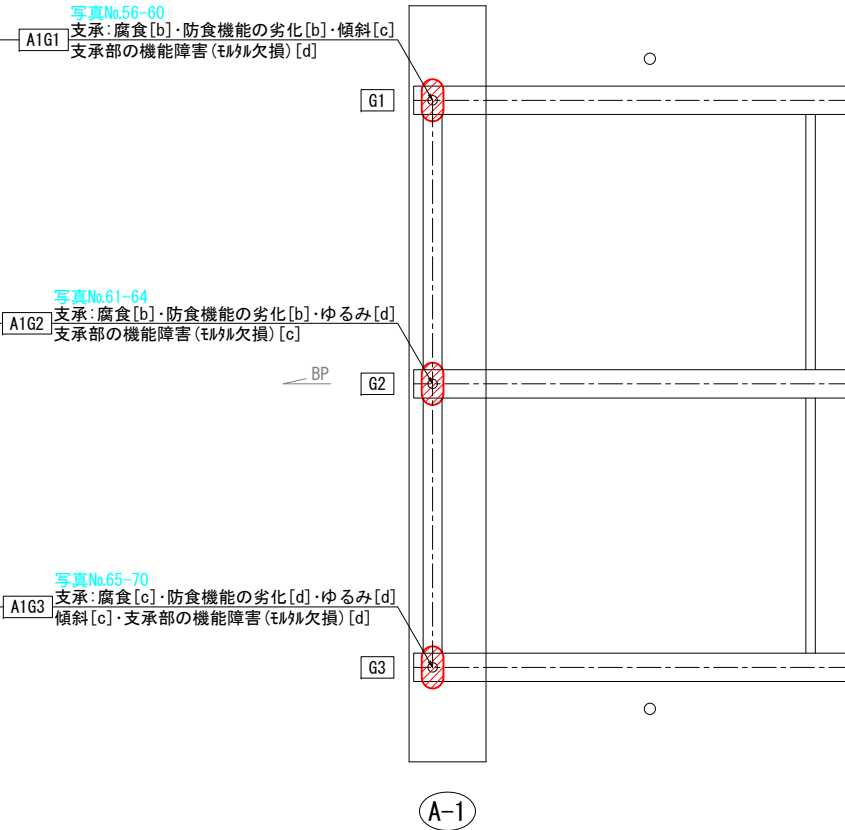 写真No.56-60
A1G1
支承:腐食[b]・防食機能の劣化[b]・傾斜[c]
支承部の機能障害(ﾓﾙﾀﾙ欠損)[d]
G1
写真No.61-64
A1G2
支承:腐食[b]・防食機能の劣化[b]・ゆるみ[d]
支承部の機能障害(ﾓﾙﾀﾙ欠損)[c]
BP
G2
写真No.65-70
A1G3
支承:腐食[c]・防食機能の劣化[d]・ゆるみ[d]
傾斜[c]・支承部の機能障害(ﾓﾙﾀﾙ欠損)[d]
G3
A-1